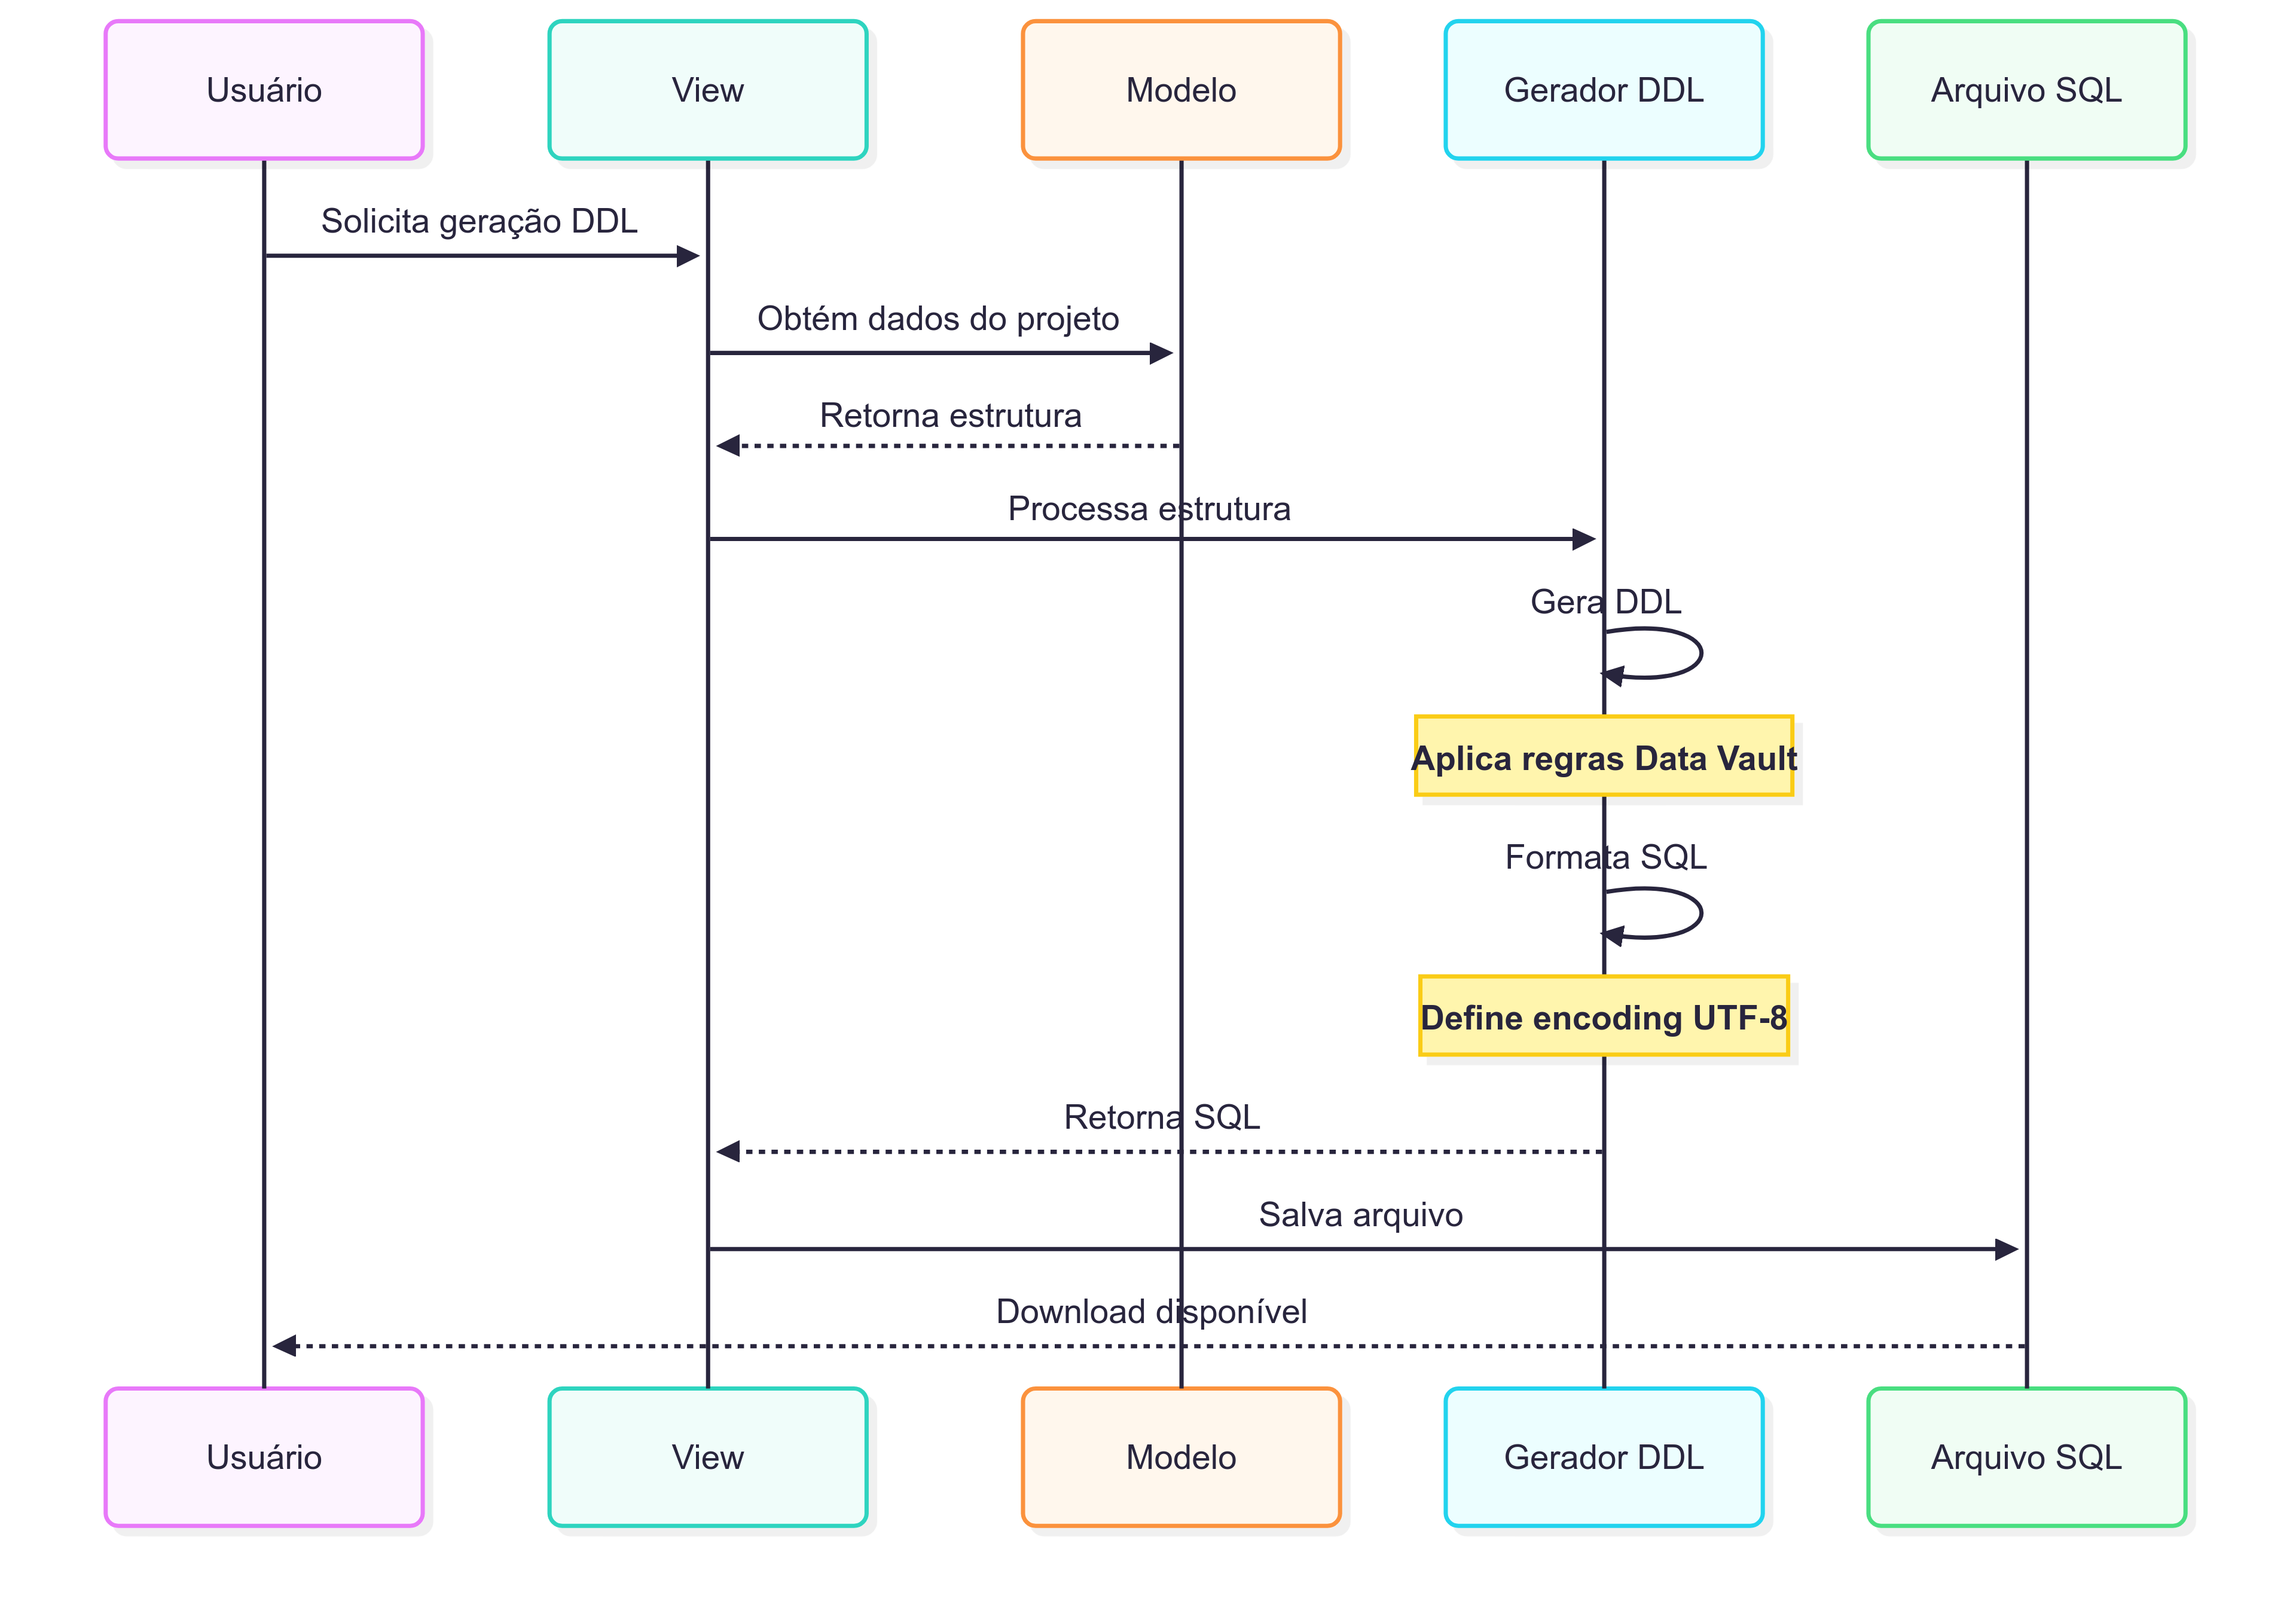 Usuário
View
Modelo
Gerador DDL
Arquivo SQL
Solicita geração DDL
Obtém dados do projeto
Retorna estrutura
Processa estrutura
Gera DDL
Aplica regras Data Vault
Formata SQL
Define encoding UTF-8
Retorna SQL
Salva arquivo
Download disponível
Usuário
View
Modelo
Gerador DDL
Arquivo SQL